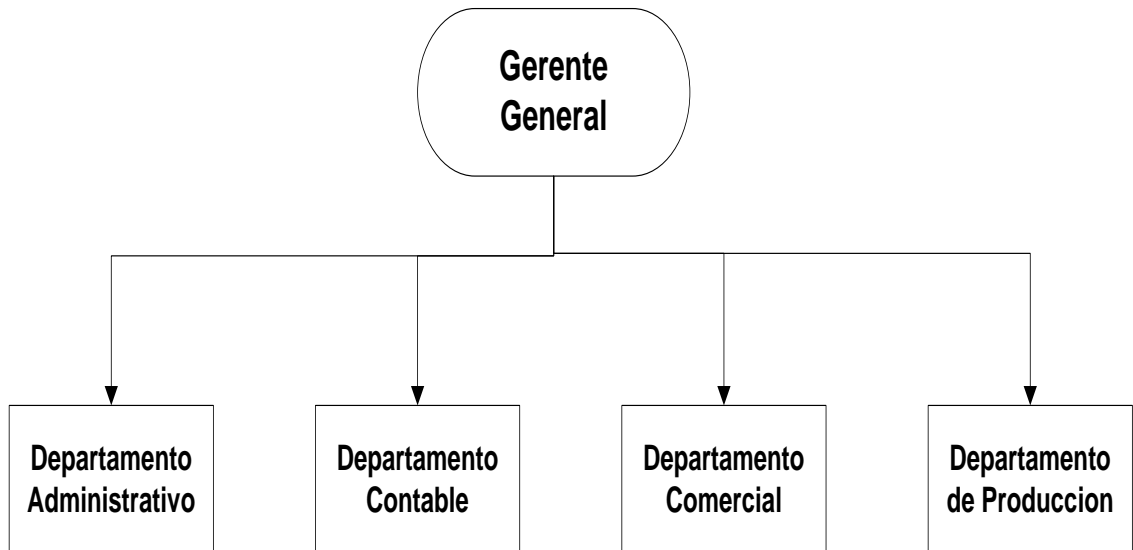 Gerente
General
Departamento
Administrativo
Departamento
Contable
Departamento
Comercial
Departamento
de Produccion